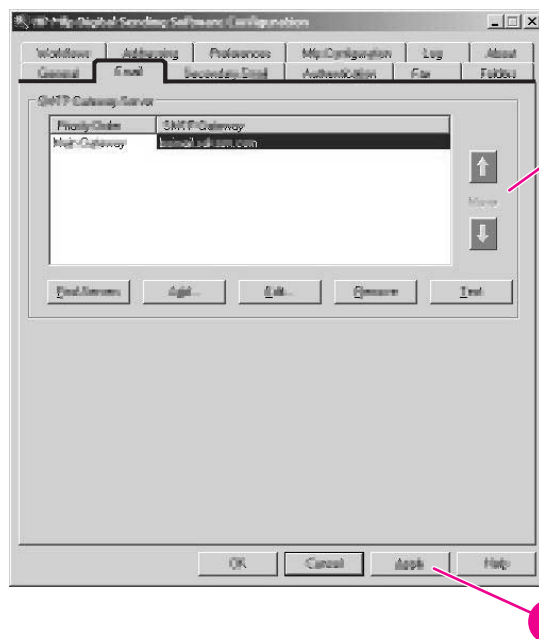 HP Mfp Digital Sending Software Configuration
Workflows Addressing Preferences Mfp Configuration Log About
General Email Secondary Email Authentication Fax Folders
SMTP Gateway Server
Priority Order SMTP Gateway
Main Gateway
Move
Find Servers Add... Edit... Remove Test
OK Cancel Apply Help